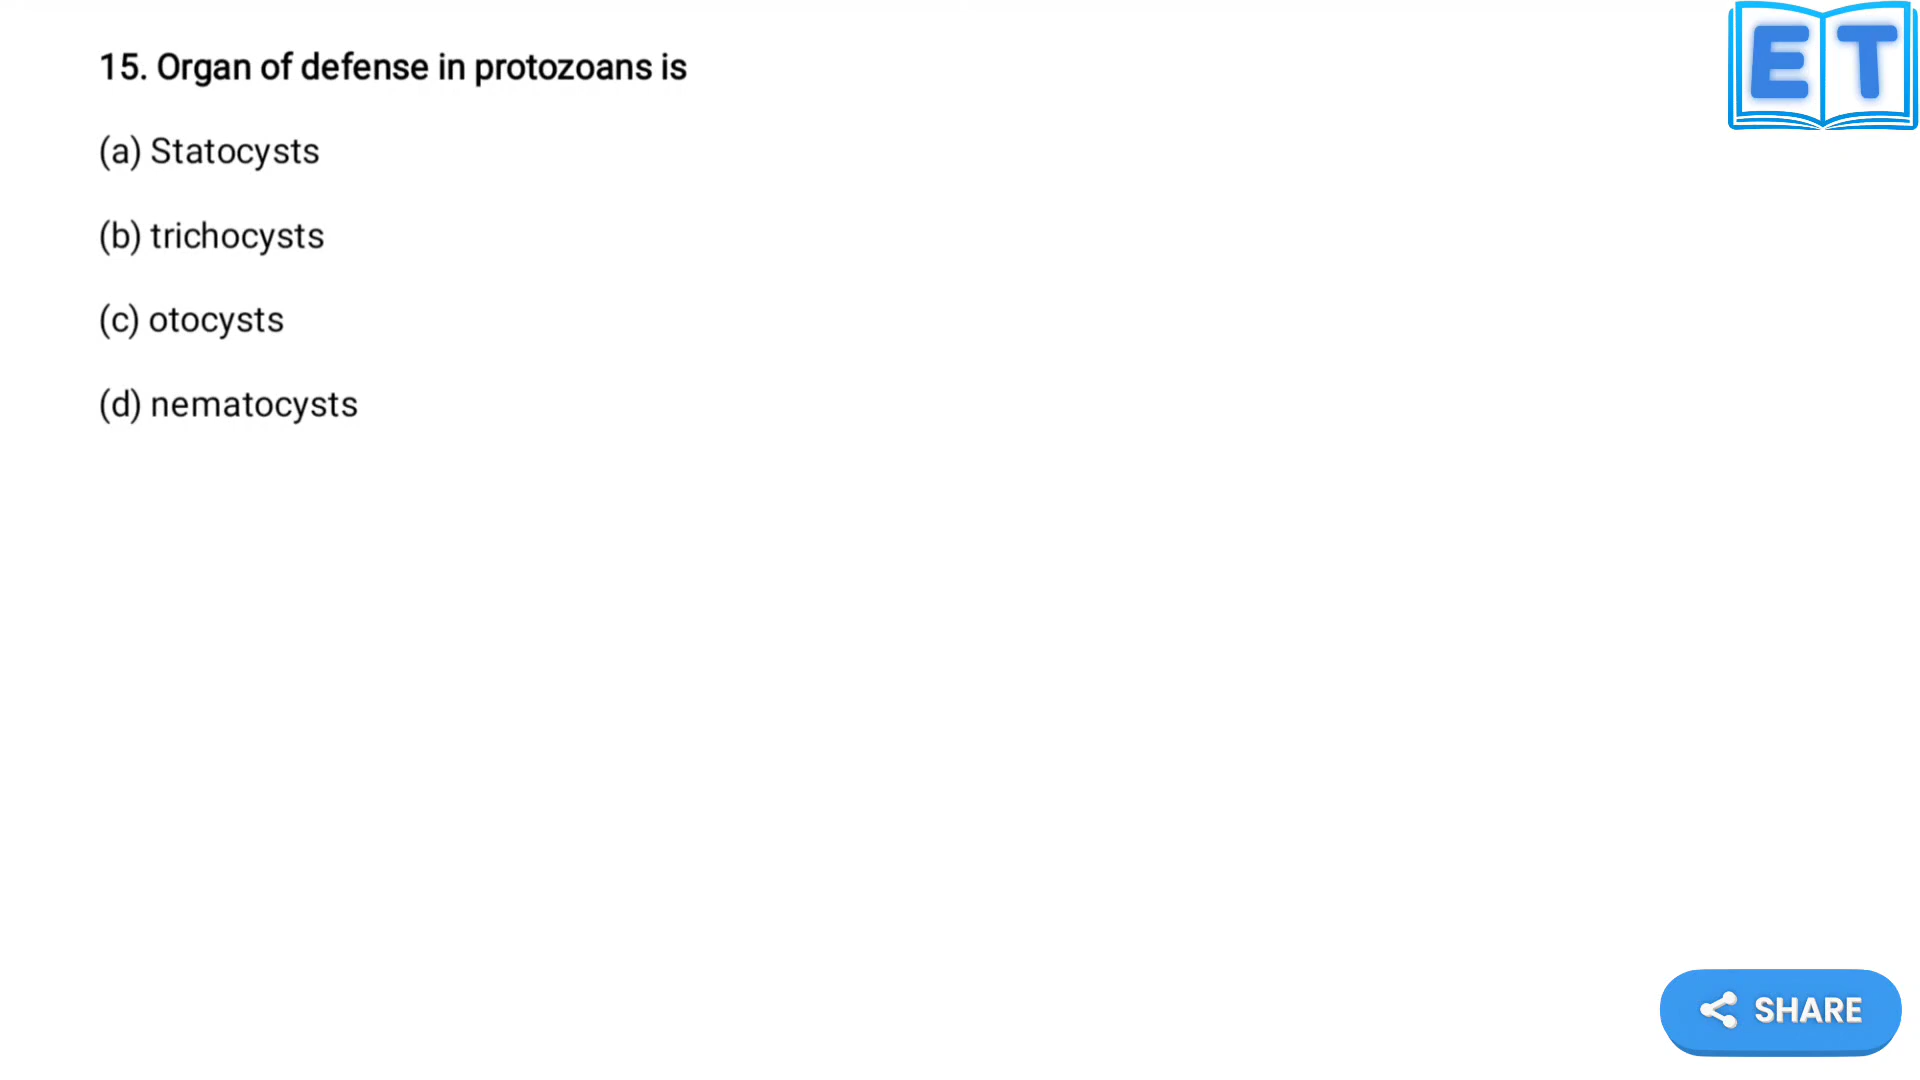 15. Organ of defense in protozoans is
(a) Statocysts
(b) trichocysts
(c) otocysts
(d) nematocysts
ET
SHARE